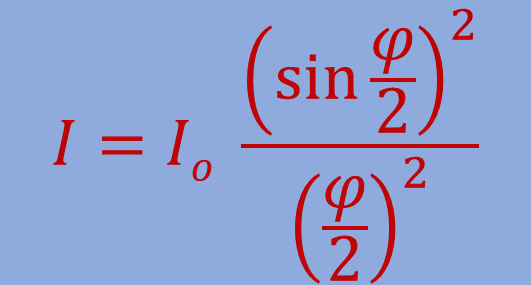 I = I_o (sin φ/2)^2 / (φ/2)^2